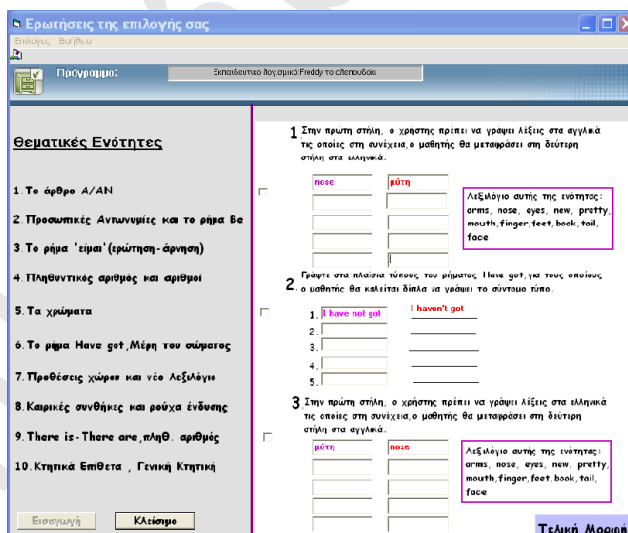 Ερωτήσεις της επιλογής σας
Επιλογες Βοήθεια
Πρόγραμμα:
Εκπαιδευτικο λογισμικό:Freddy το
Θεματικές Ενότητες
1. Το άρθρο A/AN
2. Προσωπικές Αντωνυμίες και το ρήμα Be
3. Το ρήμα 'είμαι'(ερώτηση-άρνηση)
4. Πληθυντικός αριθμός και αριθμοί
5. Τα χρώματα
6. Το ρήμα Have got,Μέρη του σώματος
7. Προθέσεις χώρου και νέο Λεξιλόγιο
8. Καιρικές συνθήκες και ρούχα ένδυσης
9. There is-There are,πληθ. αριθμός
10. Κτητικά Επίθετα , Γενική Κτητική
Εισαγωγή
Κλείσιμο
1 Στην πρώτη στήλη, ο χρήστης πρέπει να γράψει λέξεις στα αγγλικά
τις οποίες στη συνέχεια,ο μαθητής θα μεταφράσει στη δεύτερη
στήλη στα ελληνικά.
nose μύτη
Λεξιλόγιο αυτής της ενότητας:
arms, nose, eyes, new, pretty,
mouth,finger,feet,book,tail,
face
2. Γράψτε στα πλαίσια τύπους του ρήματος Have got,για τους οποίους
ο μαθητής θα καλείται δίπλα να γράψει το σύντομο τύπο.
1. I have not got I haven't got
2.
3.
4.
5.
3 Στην πρώτη στήλη, ο χρήστης πρέπει να γράψει λέξεις στα ελληνικά
τις οποίες στη συνέχεια,ο μαθητής θα μεταφράσει στη δεύτερη
στήλη στα αγγλικά.
μύτη nose
Λεξιλόγιο αυτής της ενότητας:
arms, nose, eyes, new, pretty,
mouth,finger,feet,book,tail,
face
Τελική Μορφή